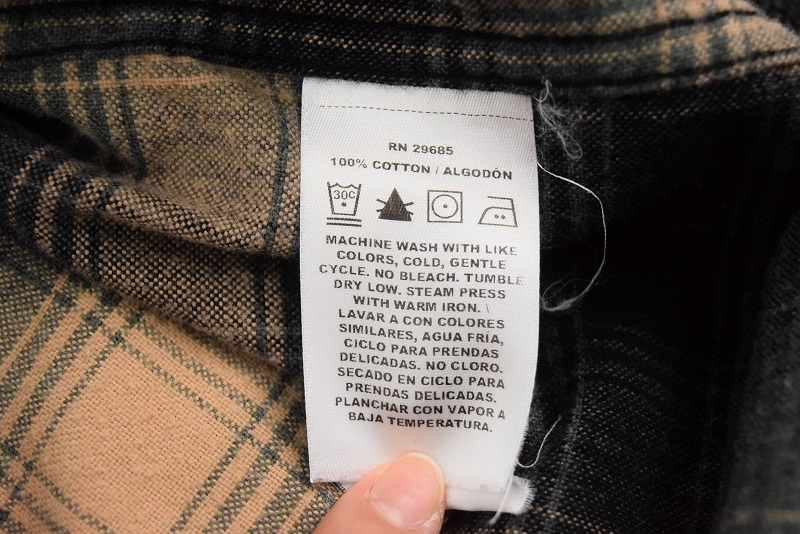 RN 29685
100% COTTON / ALGODÓN
30C
MACHINE WASH WITH LIKE
COLORS, COLD, GENTLE
CYCLE. NO BLEACH. TUMBLE
DRY LOW. STEAM PRESS
WITH WARM IRON. \
LAVAR A CON COLORES
SIMILARES, AGUA FRÍA,
CICLO PARA PRENDAS
DELICADAS. NO CLORO.
SECADO EN CICLO PARA
PRENDAS DELICADAS.
PLANCHAR CON VAPOR A
BAJA TEMPERATURA.